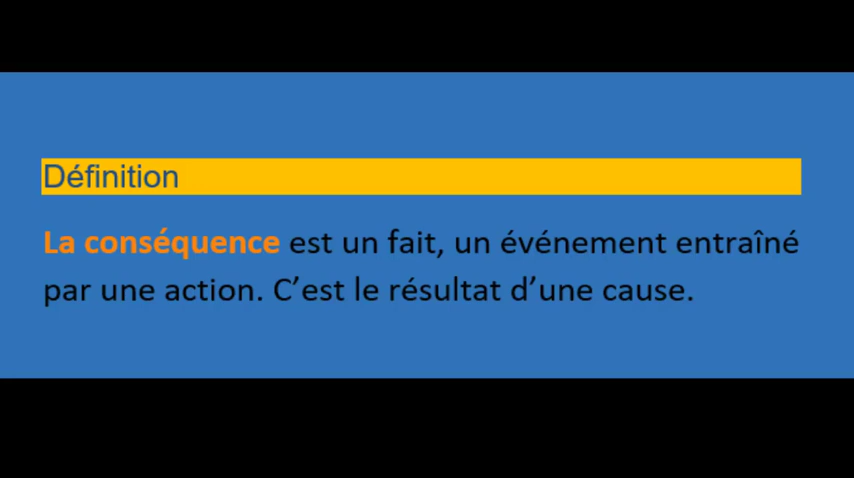 Définition
La conséquence est un fait, un événement entraîné
par une action. C’est le résultat d’une cause.